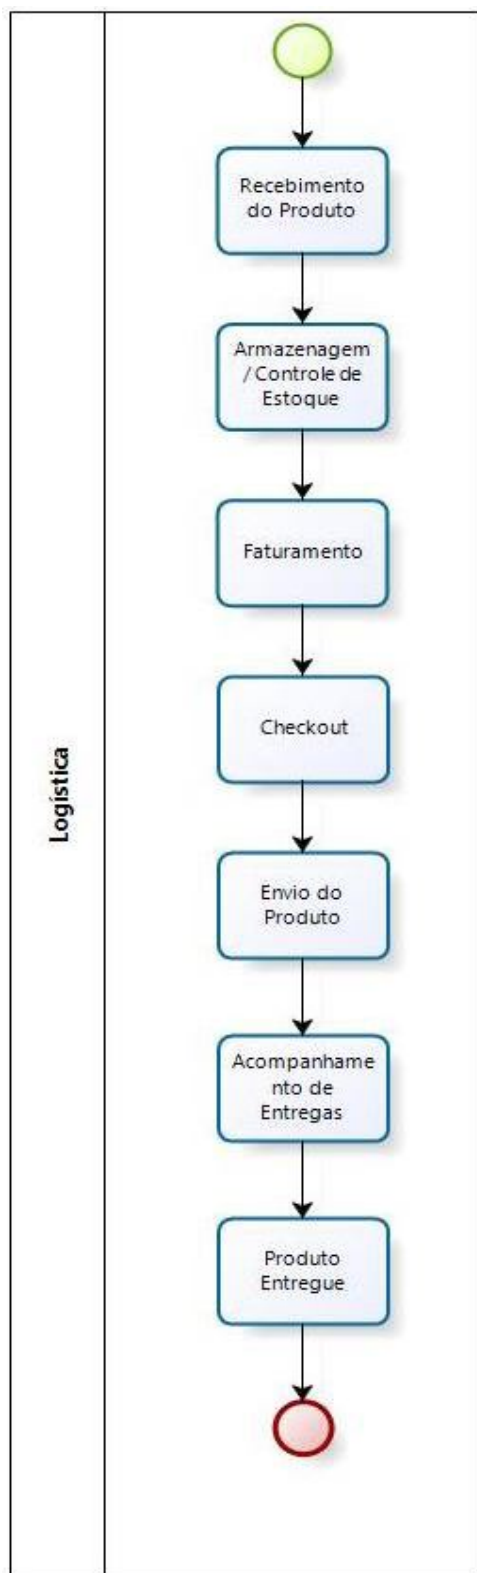 Logística
Recebimento
do Produto
Armazenagem
/ Controle de
Estoque
Faturamento
Checkout
Envio do
Produto
Acompanhame
nto de
Entregas
Produto
Entregue